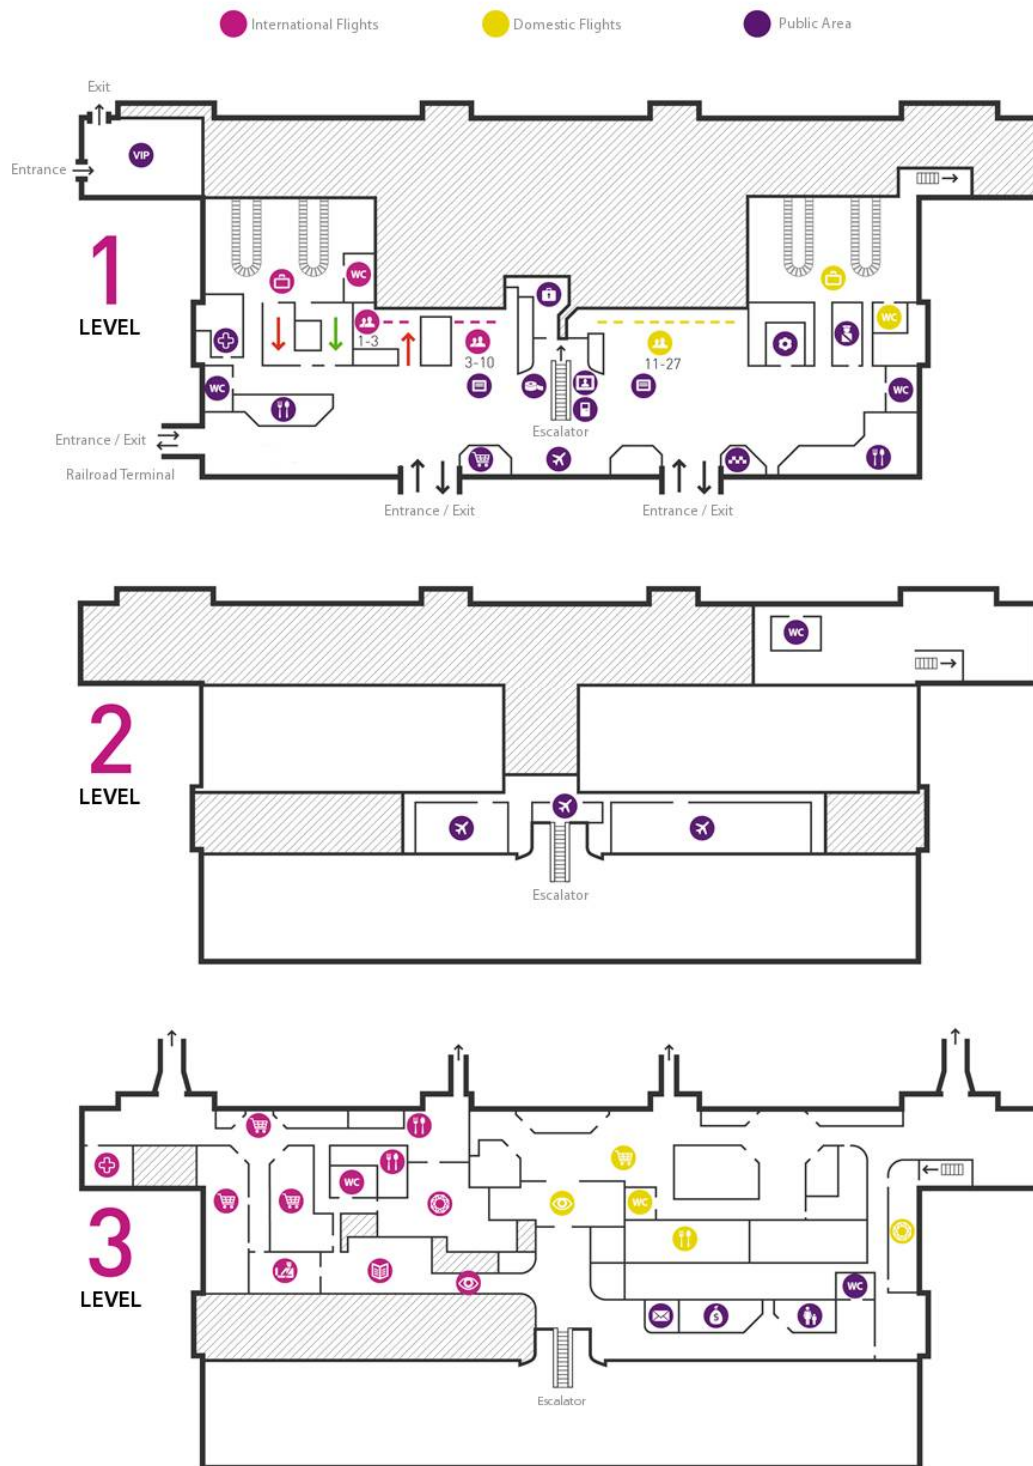 International Flights
Domestic Flights
Public Area
Exit
VIP
Entrance
1
LEVEL
WC
WC
1-3
3-10
11-27
WC
WC
Escalator
Entrance / Exit
Railroad Terminal
Entrance / Exit
Entrance / Exit
WC
2
LEVEL
Escalator
WC
WC
3
LEVEL
WC
$
Escalator